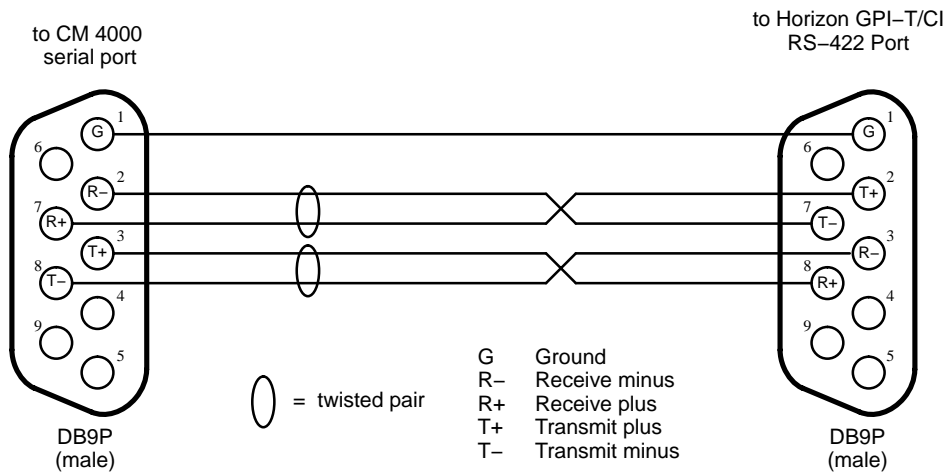 to CM 4000
serial port
to Horizon GPI–T/CI
RS–422 Port
1
G
6
2
R–
7
R+
3
T+
8
T–
4
9
5
1
G
6
2
T+
7
T–
3
R–
8
R+
4
9
5
= twisted pair
G Ground
R– Receive minus
R+ Receive plus
T+ Transmit plus
T– Transmit minus
DB9P
(male)
DB9P
(male)